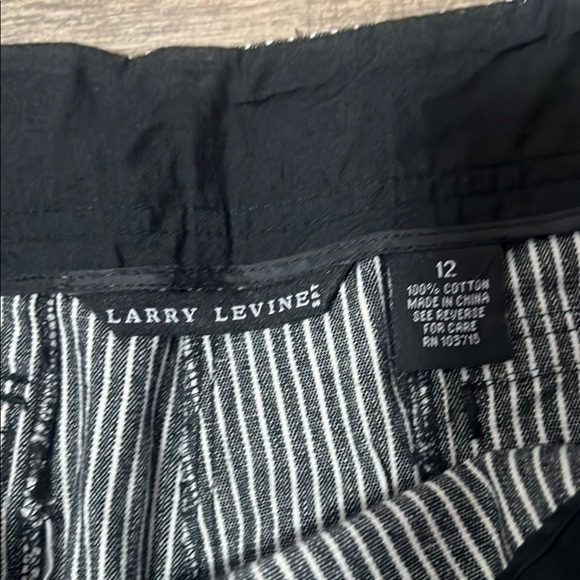 LARRY LEVINE
12
100% COTTON
MADE IN CHINA
SEE REVERSE
FOR CARE
RN 103715